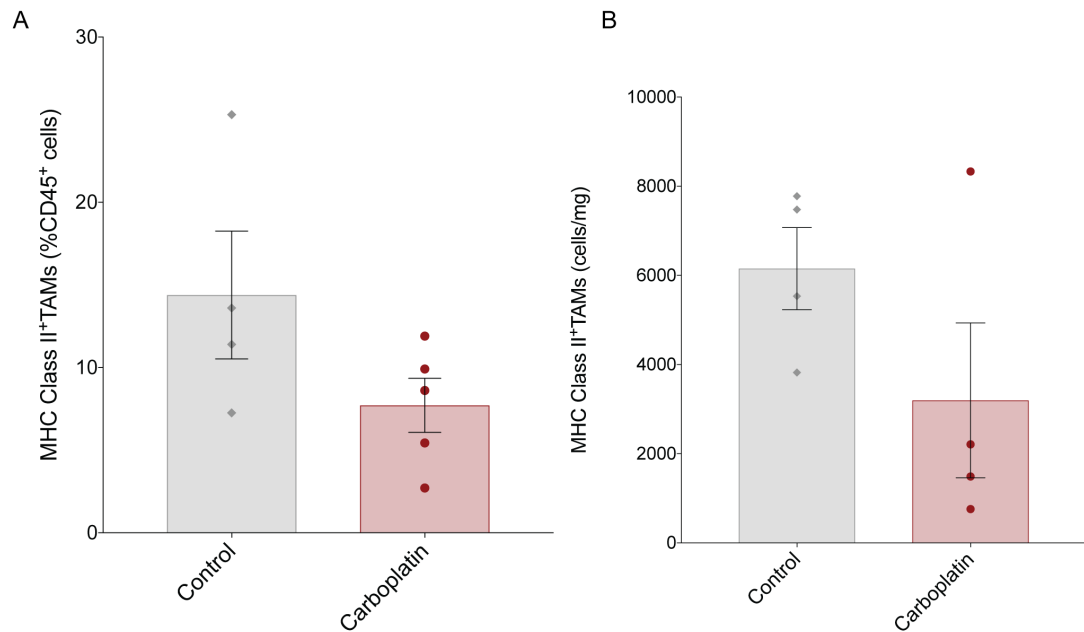 A
MHC Class II⁺TAMs (%CD45⁺ cells)
30
20
10
0
Control
Carboplatin
B
MHC Class II⁺TAMs (cells/mg)
10000
8000
6000
4000
2000
0
Control
Carboplatin